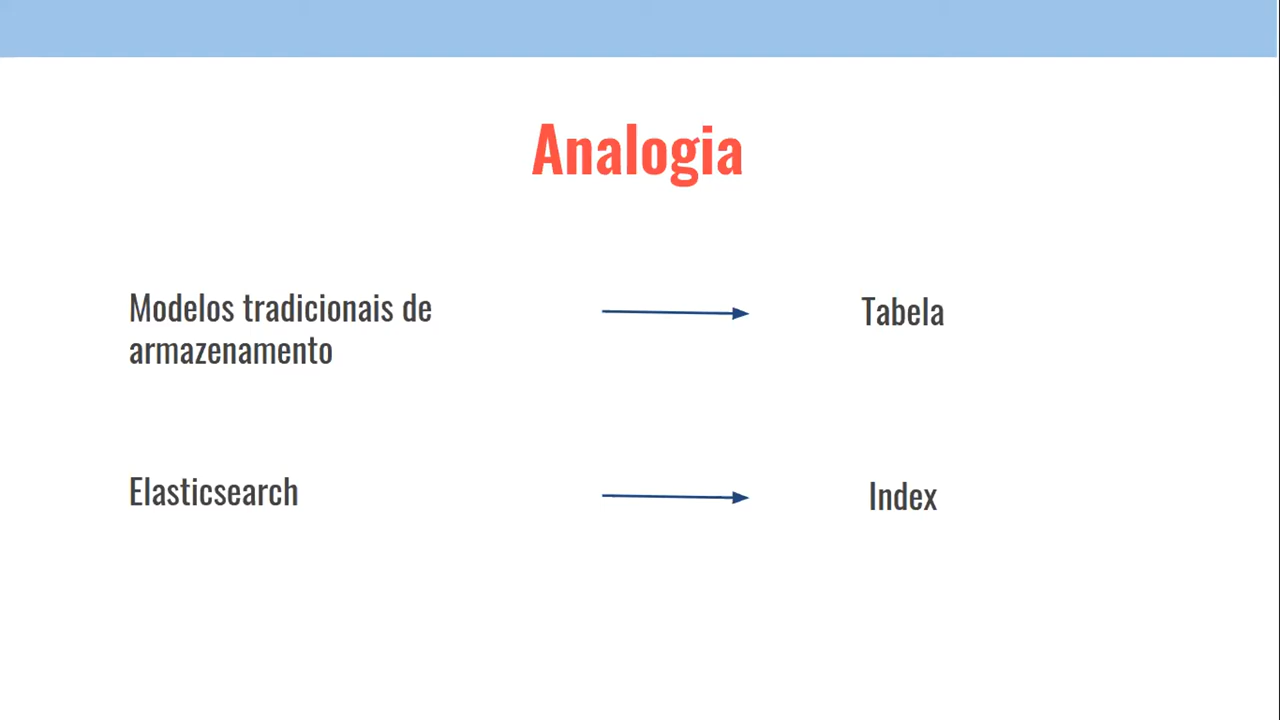 Analogia
Modelos tradicionais de
armazenamento
Tabela
Elasticsearch
Index